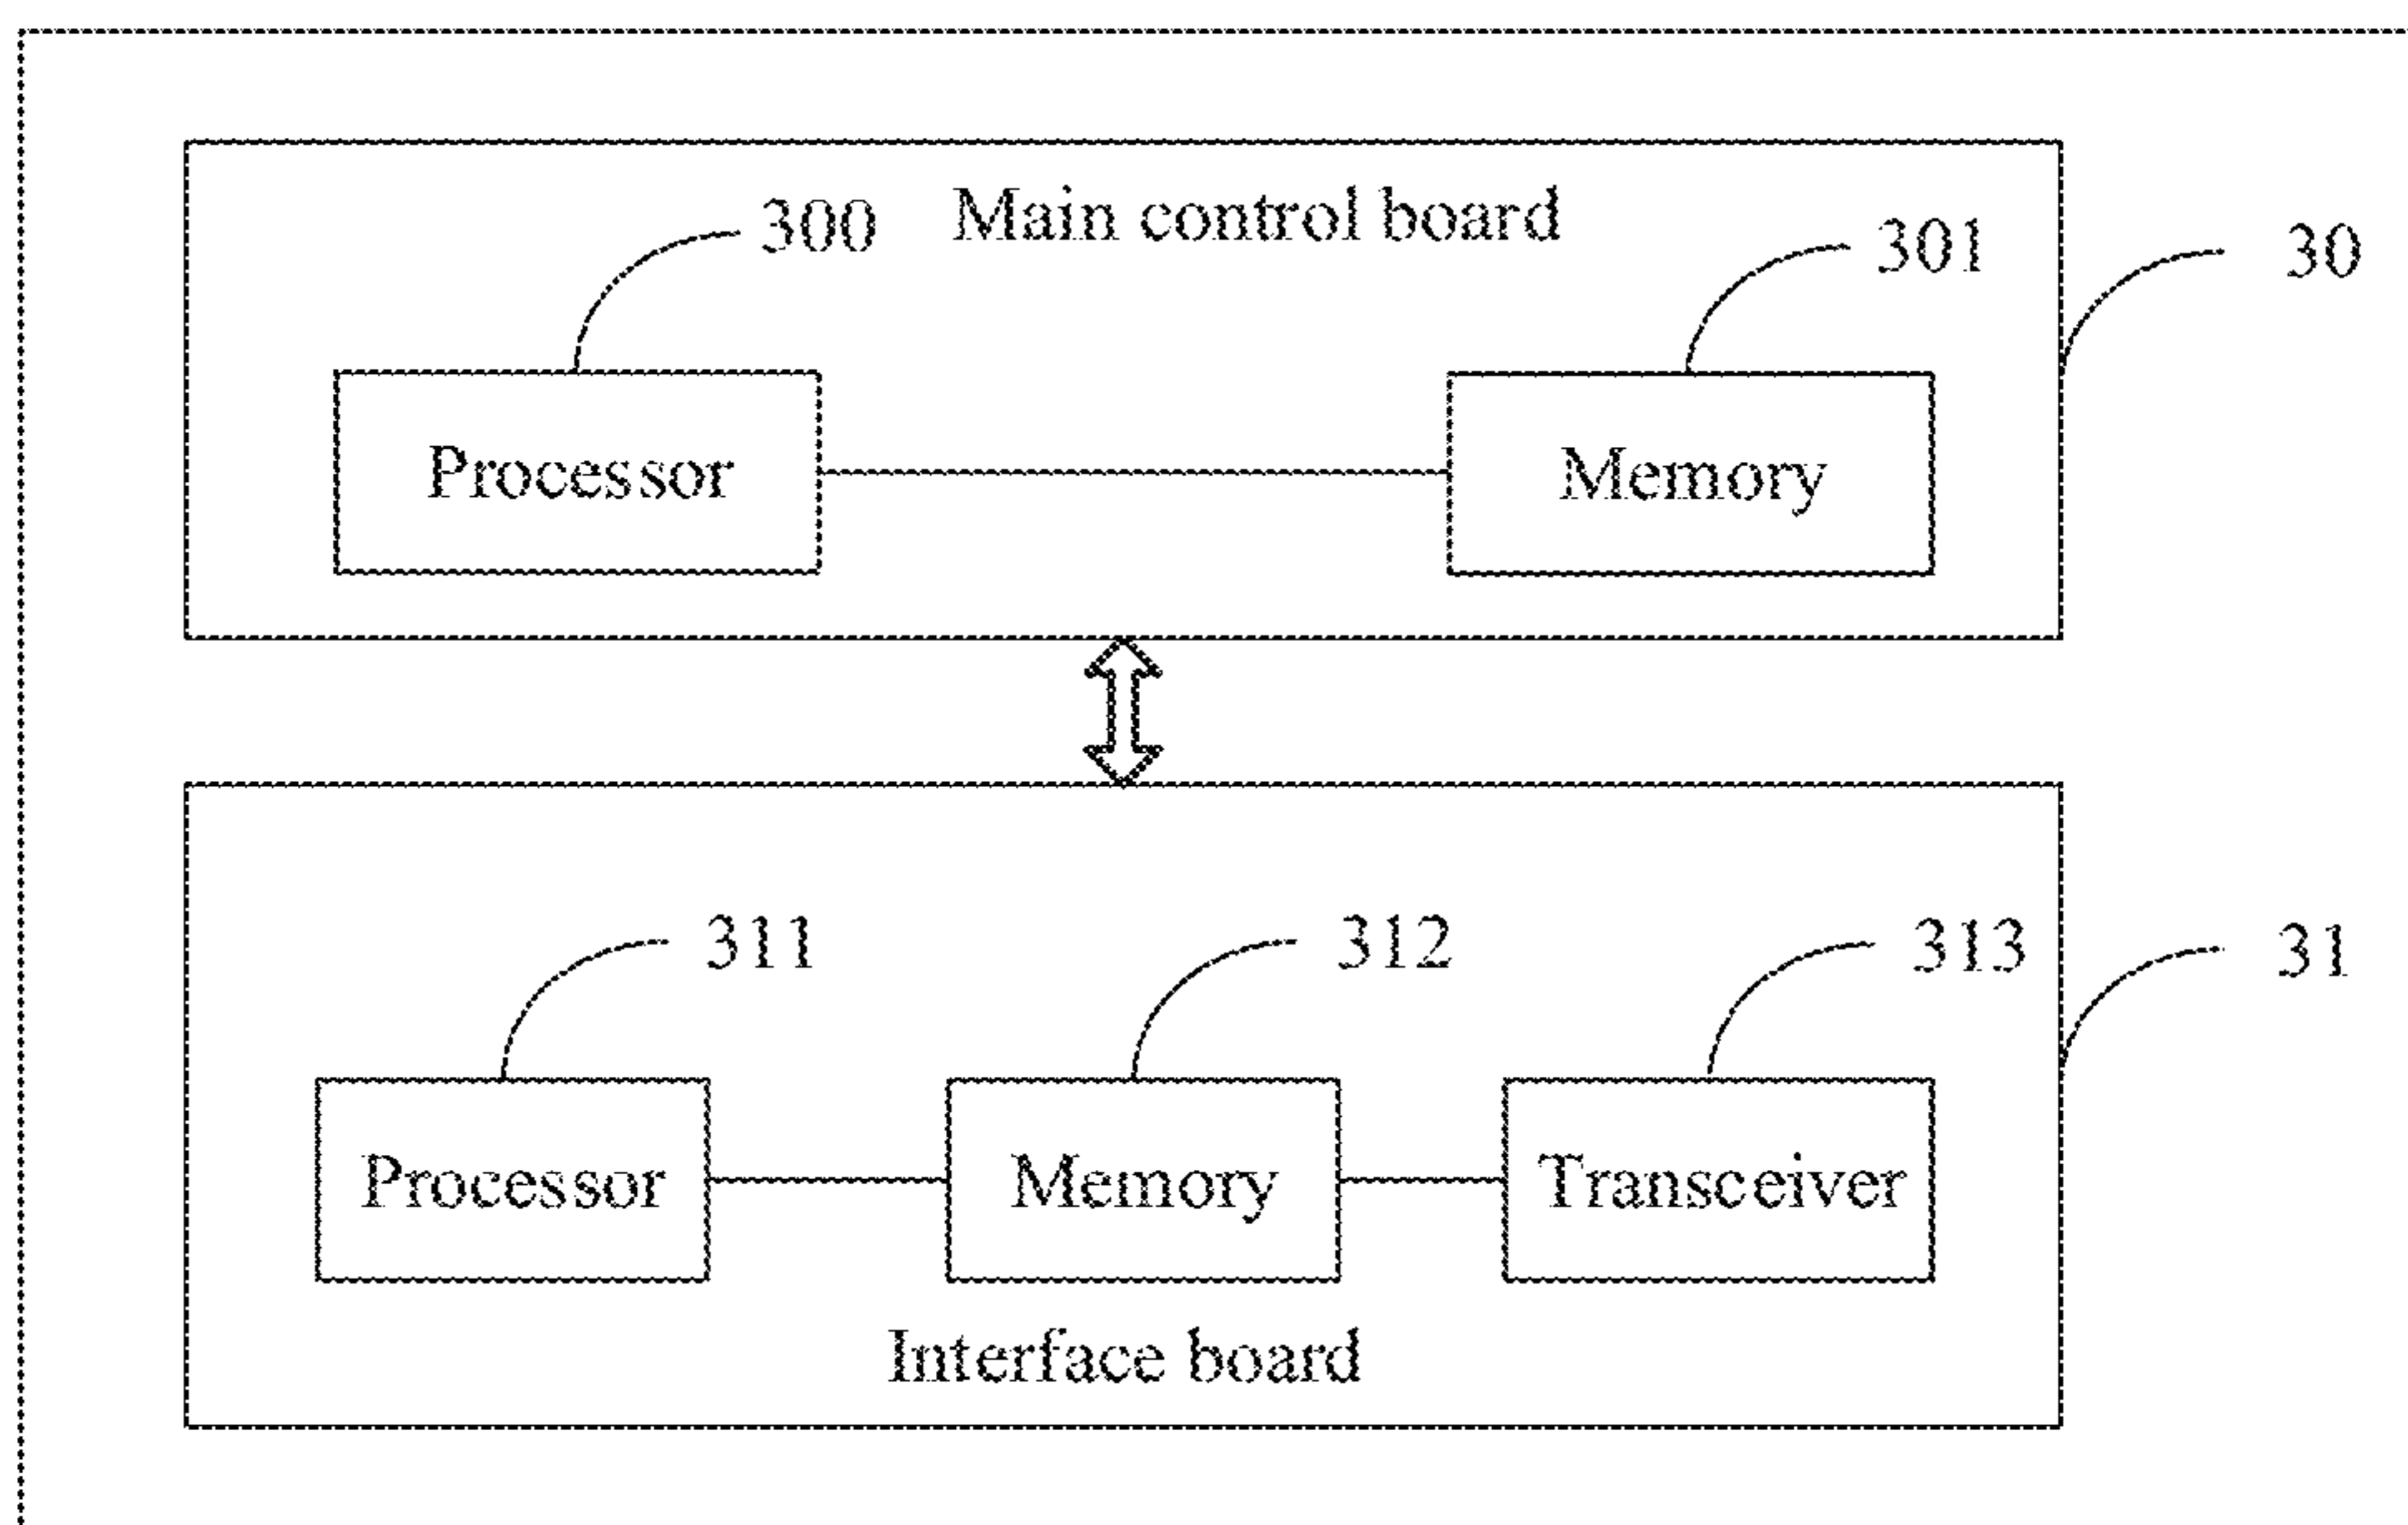 300 Main control board 301 30
Processor Memory
311 312 313 31
Processor Memory Transceiver
Interface board